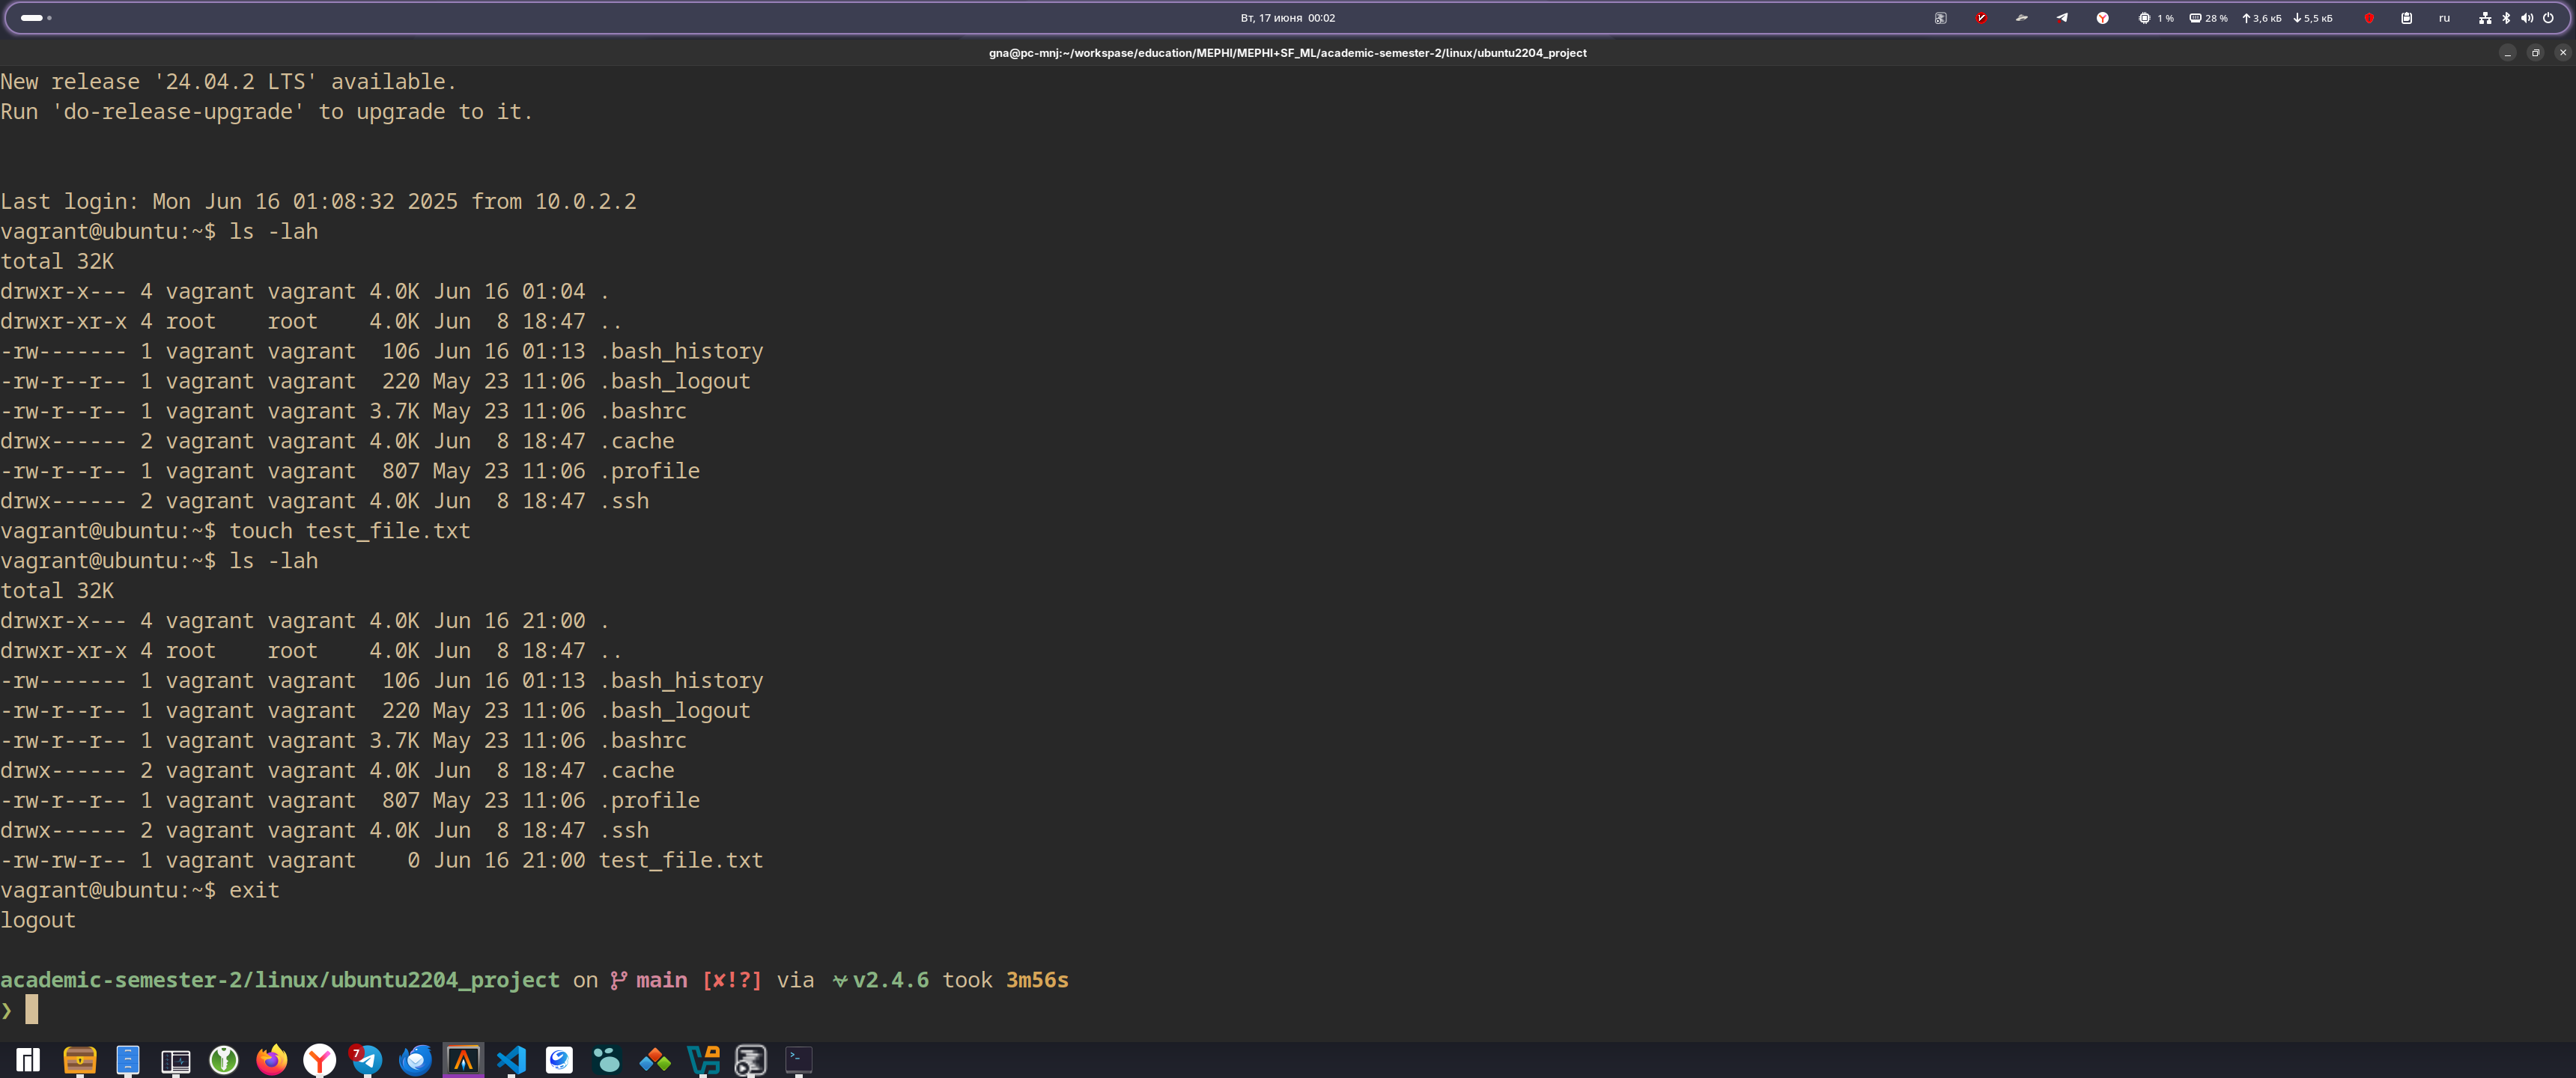 Вт, 17 июня 00:02
1 % 28 % 3,6 кБ 5,5 кБ ru
gna@pc-mnj:~/workspase/education/MEPHI/MEPHI+SF_ML/academic-semester-2/linux/ubuntu2204_project
New release '24.04.2 LTS' available.
Run 'do-release-upgrade' to upgrade to it.
Last login: Mon Jun 16 01:08:32 2025 from 10.0.2.2
vagrant@ubuntu:~$ ls -lah
total 32K
drwxr-x--- 4 vagrant vagrant 4.0K Jun 16 01:04 .
drwxr-xr-x 4 root    root    4.0K Jun  8 18:47 ..
-rw------- 1 vagrant vagrant  106 Jun 16 01:13 .bash_history
-rw-r--r-- 1 vagrant vagrant  220 May 23 11:06 .bash_logout
-rw-r--r-- 1 vagrant vagrant 3.7K May 23 11:06 .bashrc
drwx------ 2 vagrant vagrant 4.0K Jun  8 18:47 .cache
-rw-r--r-- 1 vagrant vagrant  807 May 23 11:06 .profile
drwx------ 2 vagrant vagrant 4.0K Jun  8 18:47 .ssh
vagrant@ubuntu:~$ touch test_file.txt
vagrant@ubuntu:~$ ls -lah
total 32K
drwxr-x--- 4 vagrant vagrant 4.0K Jun 16 21:00 .
drwxr-xr-x 4 root    root    4.0K Jun  8 18:47 ..
-rw------- 1 vagrant vagrant  106 Jun 16 01:13 .bash_history
-rw-r--r-- 1 vagrant vagrant  220 May 23 11:06 .bash_logout
-rw-r--r-- 1 vagrant vagrant 3.7K May 23 11:06 .bashrc
drwx------ 2 vagrant vagrant 4.0K Jun  8 18:47 .cache
-rw-r--r-- 1 vagrant vagrant  807 May 23 11:06 .profile
drwx------ 2 vagrant vagrant 4.0K Jun  8 18:47 .ssh
-rw-rw-r-- 1 vagrant vagrant    0 Jun 16 21:00 test_file.txt
vagrant@ubuntu:~$ exit
logout
academic-semester-2/linux/ubuntu2204_project on main [✘!?] via v2.4.6 took 3m56s
❯
7